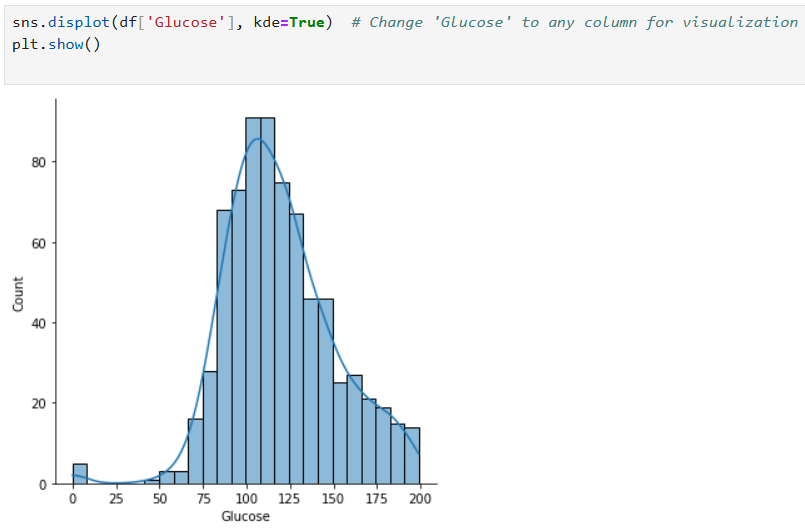 sns.displot(df['Glucose'], kde=True)  # Change 'Glucose' to any column for visualization
plt.show()
80
60
40
20
0
Count
0 25 50 75 100 125 150 175 200
Glucose